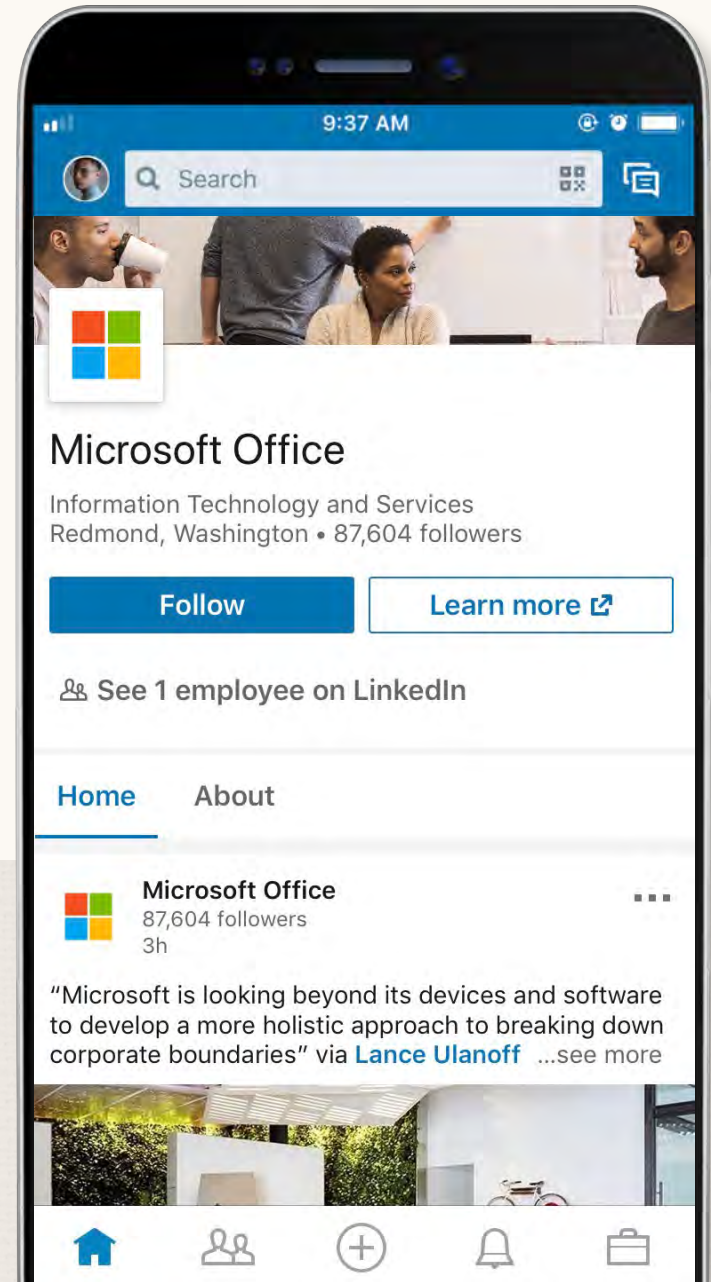 9:37 AM
Search
Microsoft Office
Information Technology and Services
Redmond, Washington • 87,604 followers
Follow
Learn more
See 1 employee on LinkedIn
Home
About
Microsoft Office
87,604 followers
3h
“Microsoft is looking beyond its devices and software
to develop a more holistic approach to breaking down
corporate boundaries” via Lance Ulanoff ...see more